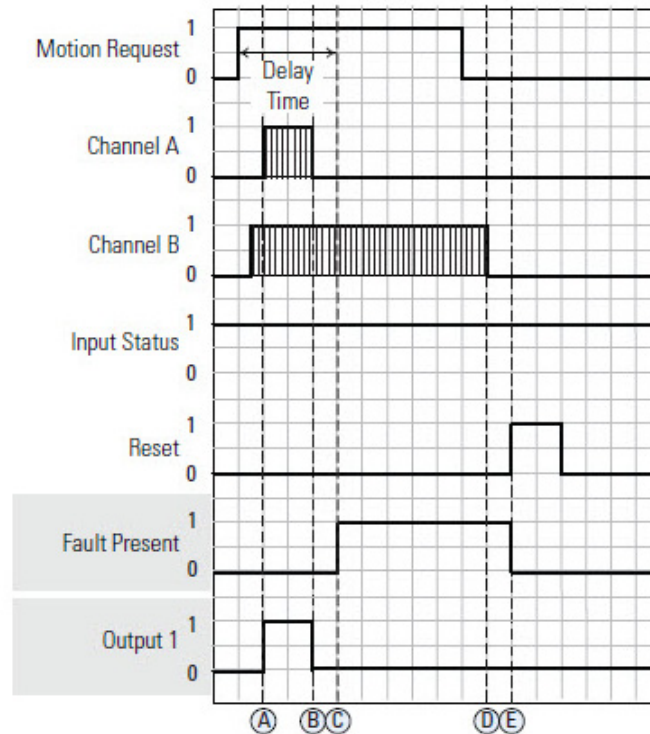 Motion Request 1
0
Delay
Time
Channel A 1
0
Channel B 1
0
Input Status 1
0
Reset 1
0
Fault Present 1
0
Output 1 1
0
A B C D E